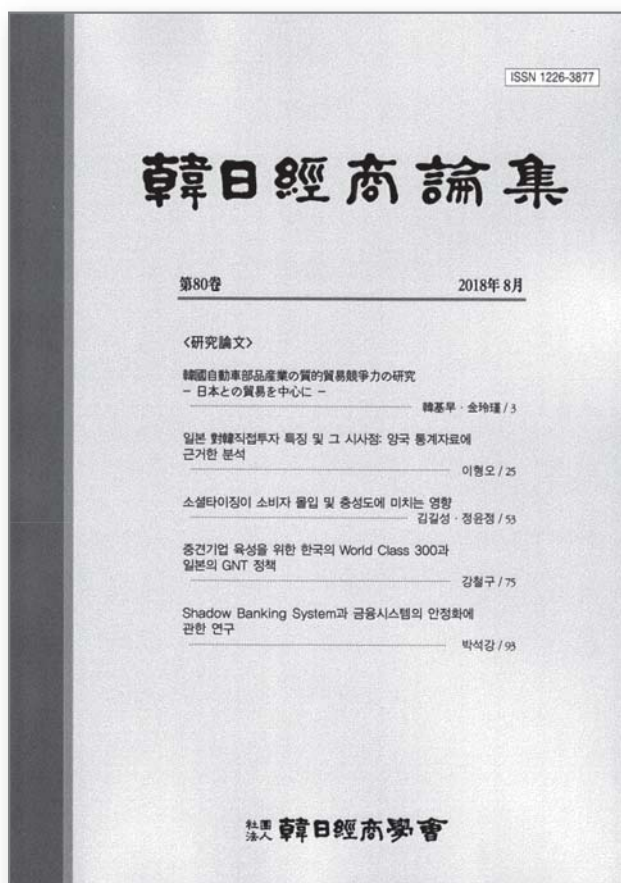 ISSN 1226-3877
韓日經商論集
第80卷 2018年 8月
〈研究論文〉
韓國自動車部品産業の質的貿易競争力の研究
- 日本との貿易を中心に -
韓基早 · 金玲瑾 / 3
일본 對韓직접투자 특징 및 그 시사점: 양국 통계자료에
근거한 분석
이형오 / 25
소셜타이징이 소비자 몰입 및 충성도에 미치는 영향
김길성 · 정윤정 / 53
중견기업 육성을 위한 한국의 World Class 300과
일본의 GNT 정책
강철구 / 75
Shadow Banking System과 금융시스템의 안정화에
관한 연구
박석강 / 93
社團
法人 韓日經商學會